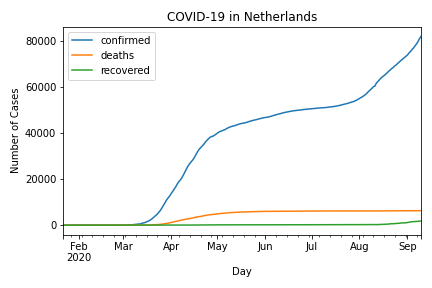 COVID-19 in Netherlands
confirmed
deaths
recovered
Number of Cases
80000
60000
40000
20000
0
Feb Mar Apr May Jun Jul Aug Sep
2020
Day